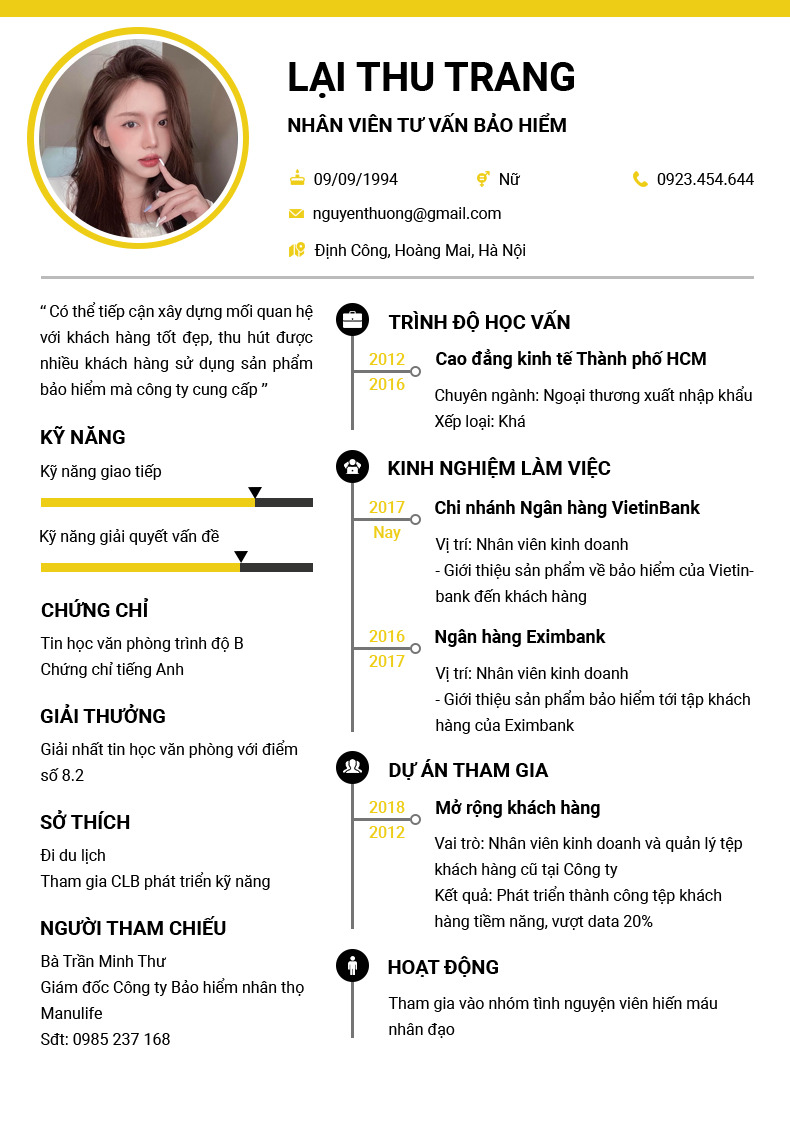 LẠI THU TRANG
NHÂN VIÊN TƯ VẤN BẢO HIỂM
09/09/1994
Nữ
0923.454.644
nguyenthuong@gmail.com
Định Công, Hoàng Mai, Hà Nội
“ Có thể tiếp cận xây dựng mối quan hệ
với khách hàng tốt đẹp, thu hút được
nhiều khách hàng sử dụng sản phẩm
bảo hiểm mà công ty cung cấp ”
KỸ NĂNG
Kỹ năng giao tiếp
Kỹ năng giải quyết vấn đề
CHỨNG CHỈ
Tin học văn phòng trình độ B
Chứng chỉ tiếng Anh
GIẢI THƯỞNG
Giải nhất tin học văn phòng với điểm
số 8.2
SỞ THÍCH
Đi du lịch
Tham gia CLB phát triển kỹ năng
NGƯỜI THAM CHIẾU
Bà Trần Minh Thư
Giám đốc Công ty Bảo hiểm nhân thọ
Manulife
Sđt: 0985 237 168
TRÌNH ĐỘ HỌC VẤN
2012
2016
Cao đẳng kinh tế Thành phố HCM
Chuyên ngành: Ngoại thương xuất nhập khẩu
Xếp loại: Khá
KINH NGHIỆM LÀM VIỆC
2017
Nay
Chi nhánh Ngân hàng VietinBank
Vị trí: Nhân viên kinh doanh
- Giới thiệu sản phẩm về bảo hiểm của Vietin-
bank đến khách hàng
2016
2017
Ngân hàng Eximbank
Vị trí: Nhân viên kinh doanh
- Giới thiệu sản phẩm bảo hiểm tới tập khách
hàng của Eximbank
DỰ ÁN THAM GIA
2018
2012
Mở rộng khách hàng
Vai trò: Nhân viên kinh doanh và quản lý tệp
khách hàng cũ tại Công ty
Kết quả: Phát triển thành công tệp khách
hàng tiềm năng, vượt data 20%
HOẠT ĐỘNG
Tham gia vào nhóm tình nguyện viên hiến máu
nhân đạo